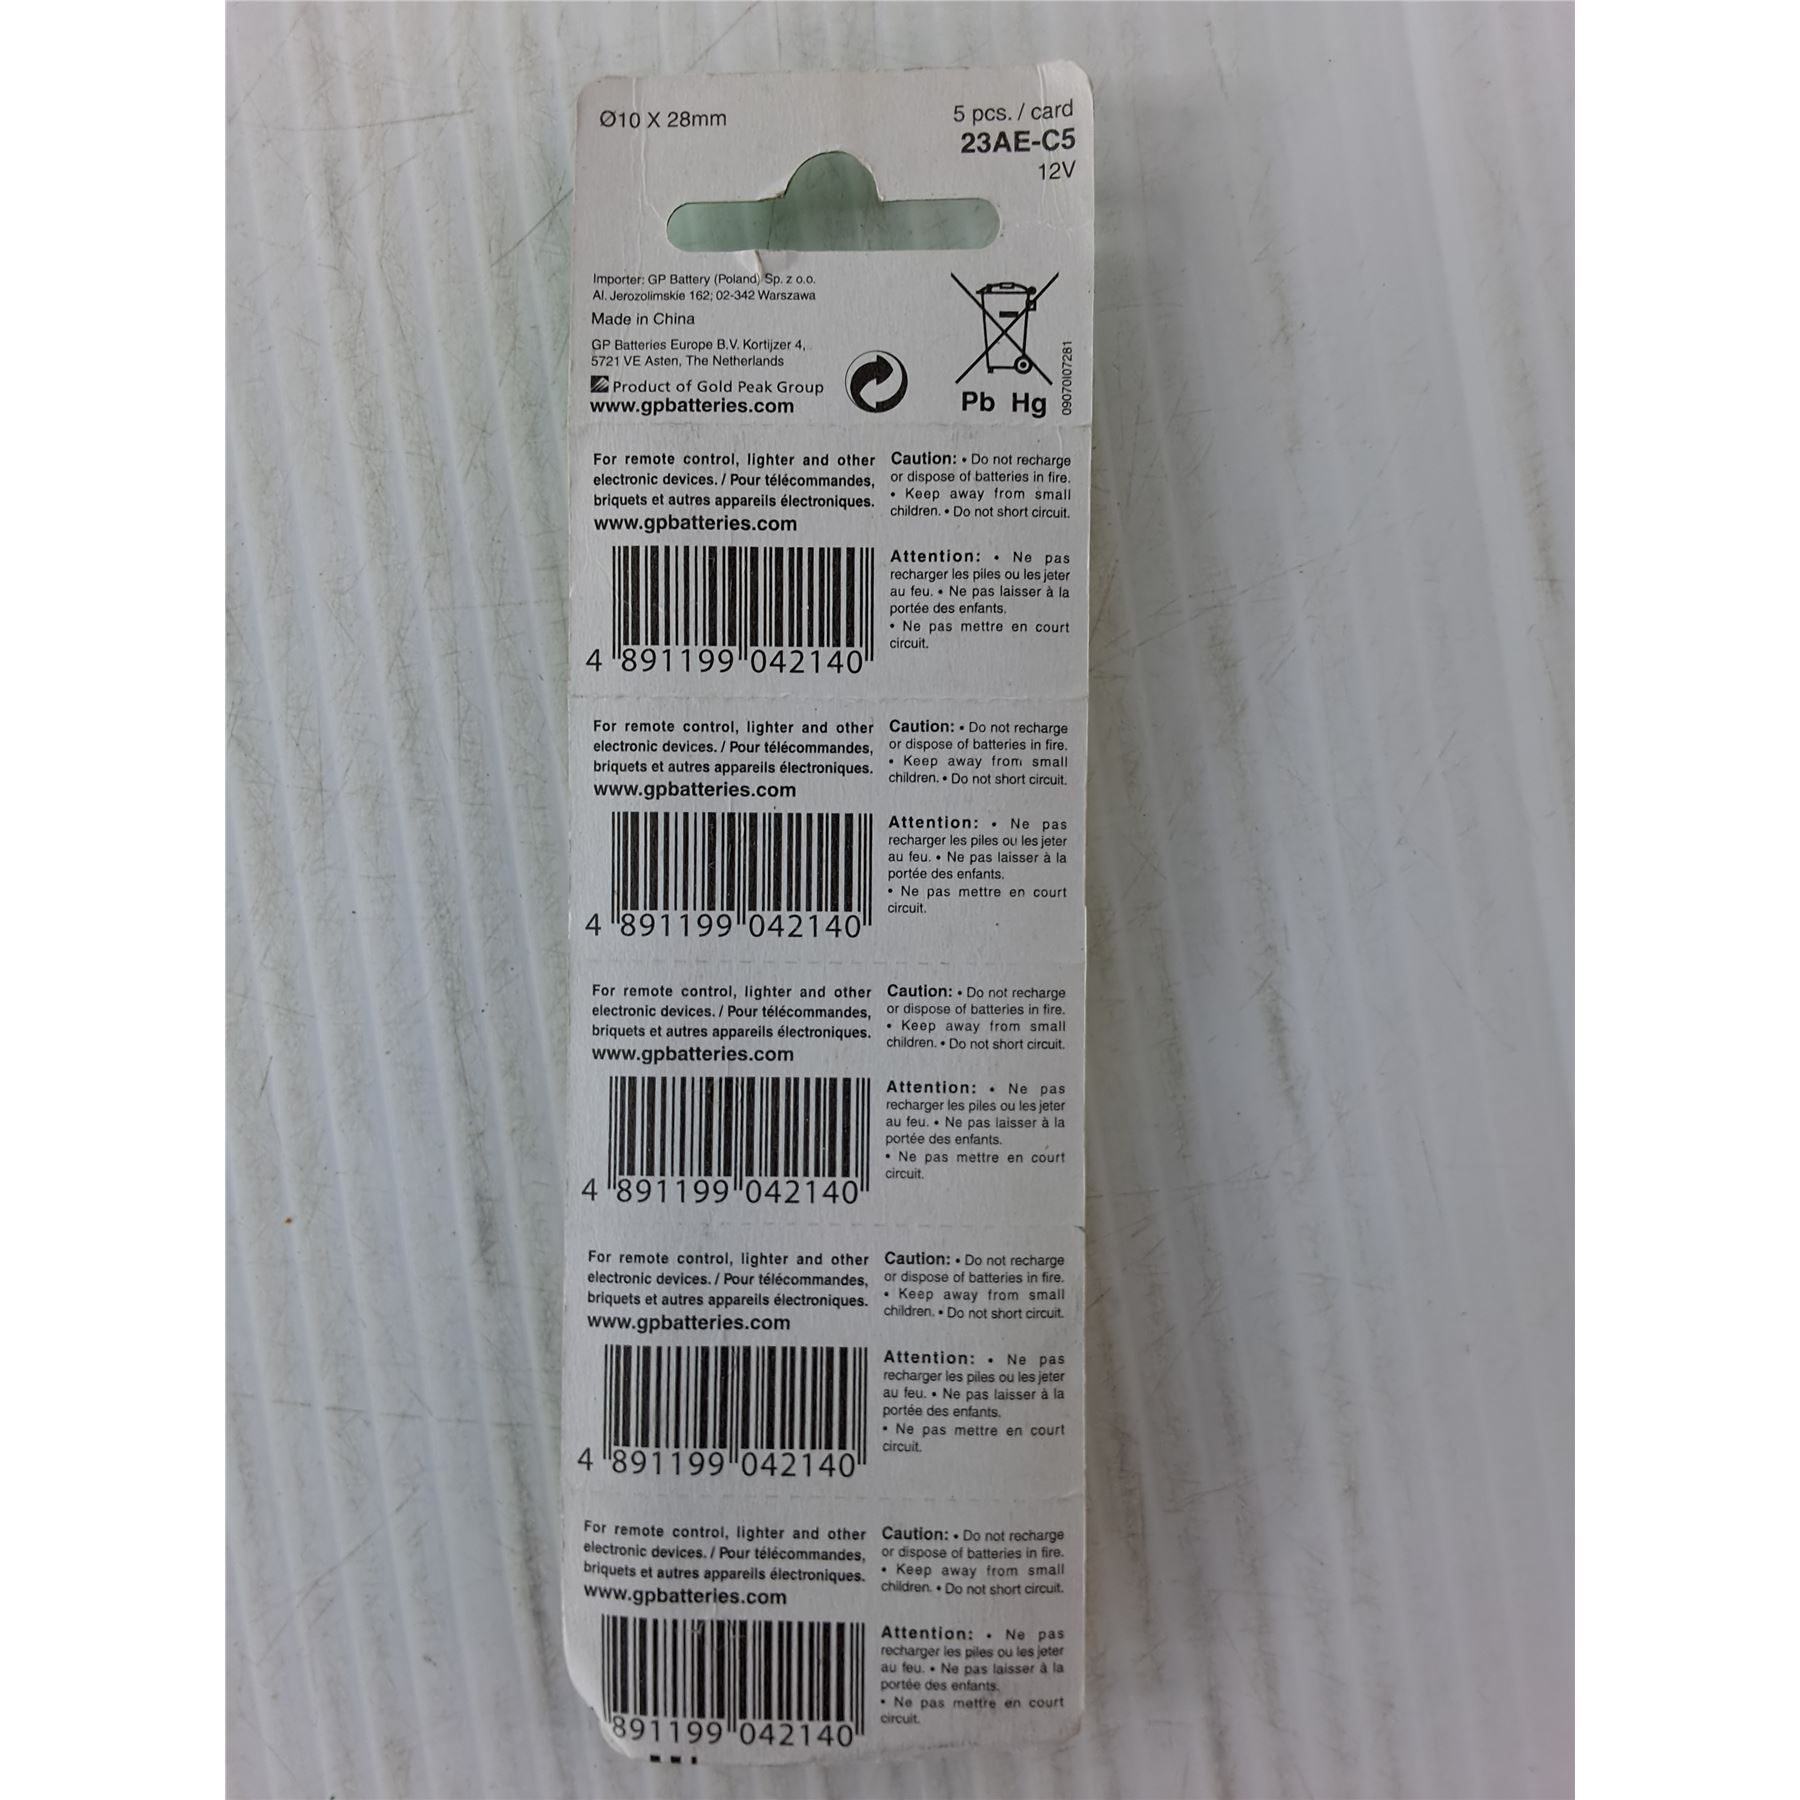 Ø10 X 28mm
5 pcs. / card
23AE-C5
12V
Importer: GP Battery (Poland) Sp. z o.o.
Al. Jerozolimskie 162; 02-342 Warszawa
Made in China
GP Batteries Europe B.V. Kortijzer 4,
5721 VE Asten, The Netherlands
Product of Gold Peak Group
www.gpbatteries.com
Pb Hg
09070I07281
For remote control, lighter and other
electronic devices. / Pour télécommandes,
briquets et autres appareils électroniques.
www.gpbatteries.com
4 891199 042140
Caution: • Do not recharge
or dispose of batteries in fire.
• Keep away from small
children. • Do not short circuit.
Attention: • Ne pas
recharger les piles ou les jeter
au feu. • Ne pas laisser à la
portée des enfants.
• Ne pas mettre en court
circuit.
For remote control, lighter and other
electronic devices. / Pour télécommandes,
briquets et autres appareils électroniques.
www.gpbatteries.com
4 891199 042140
Caution: • Do not recharge
or dispose of batteries in fire.
• Keep away from small
children. • Do not short circuit.
Attention: • Ne pas
recharger les piles ou les jeter
au feu. • Ne pas laisser à la
portée des enfants.
• Ne pas mettre en court
circuit.
For remote control, lighter and other
electronic devices. / Pour télécommandes,
briquets et autres appareils électroniques.
www.gpbatteries.com
4 891199 042140
Caution: • Do not recharge
or dispose of batteries in fire.
• Keep away from small
children. • Do not short circuit.
Attention: • Ne pas
recharger les piles ou les jeter
au feu. • Ne pas laisser à la
portée des enfants.
• Ne pas mettre en court
circuit.
For remote control, lighter and other
electronic devices. / Pour télécommandes,
briquets et autres appareils électroniques.
www.gpbatteries.com
4 891199 042140
Caution: • Do not recharge
or dispose of batteries in fire.
• Keep away from small
children. • Do not short circuit.
Attention: • Ne pas
recharger les piles ou les jeter
au feu. • Ne pas laisser à la
portée des enfants.
• Ne pas mettre en court
circuit.
For remote control, lighter and other
electronic devices. / Pour télécommandes,
briquets et autres appareils électroniques.
www.gpbatteries.com
891199 042140
Caution: • Do not recharge
or dispose of batteries in fire.
• Keep away from small
children. • Do not short circuit.
Attention: • Ne pas
recharger les piles ou les jeter
au feu. • Ne pas laisser à la
portée des enfants.
• Ne pas mettre en court
circuit.